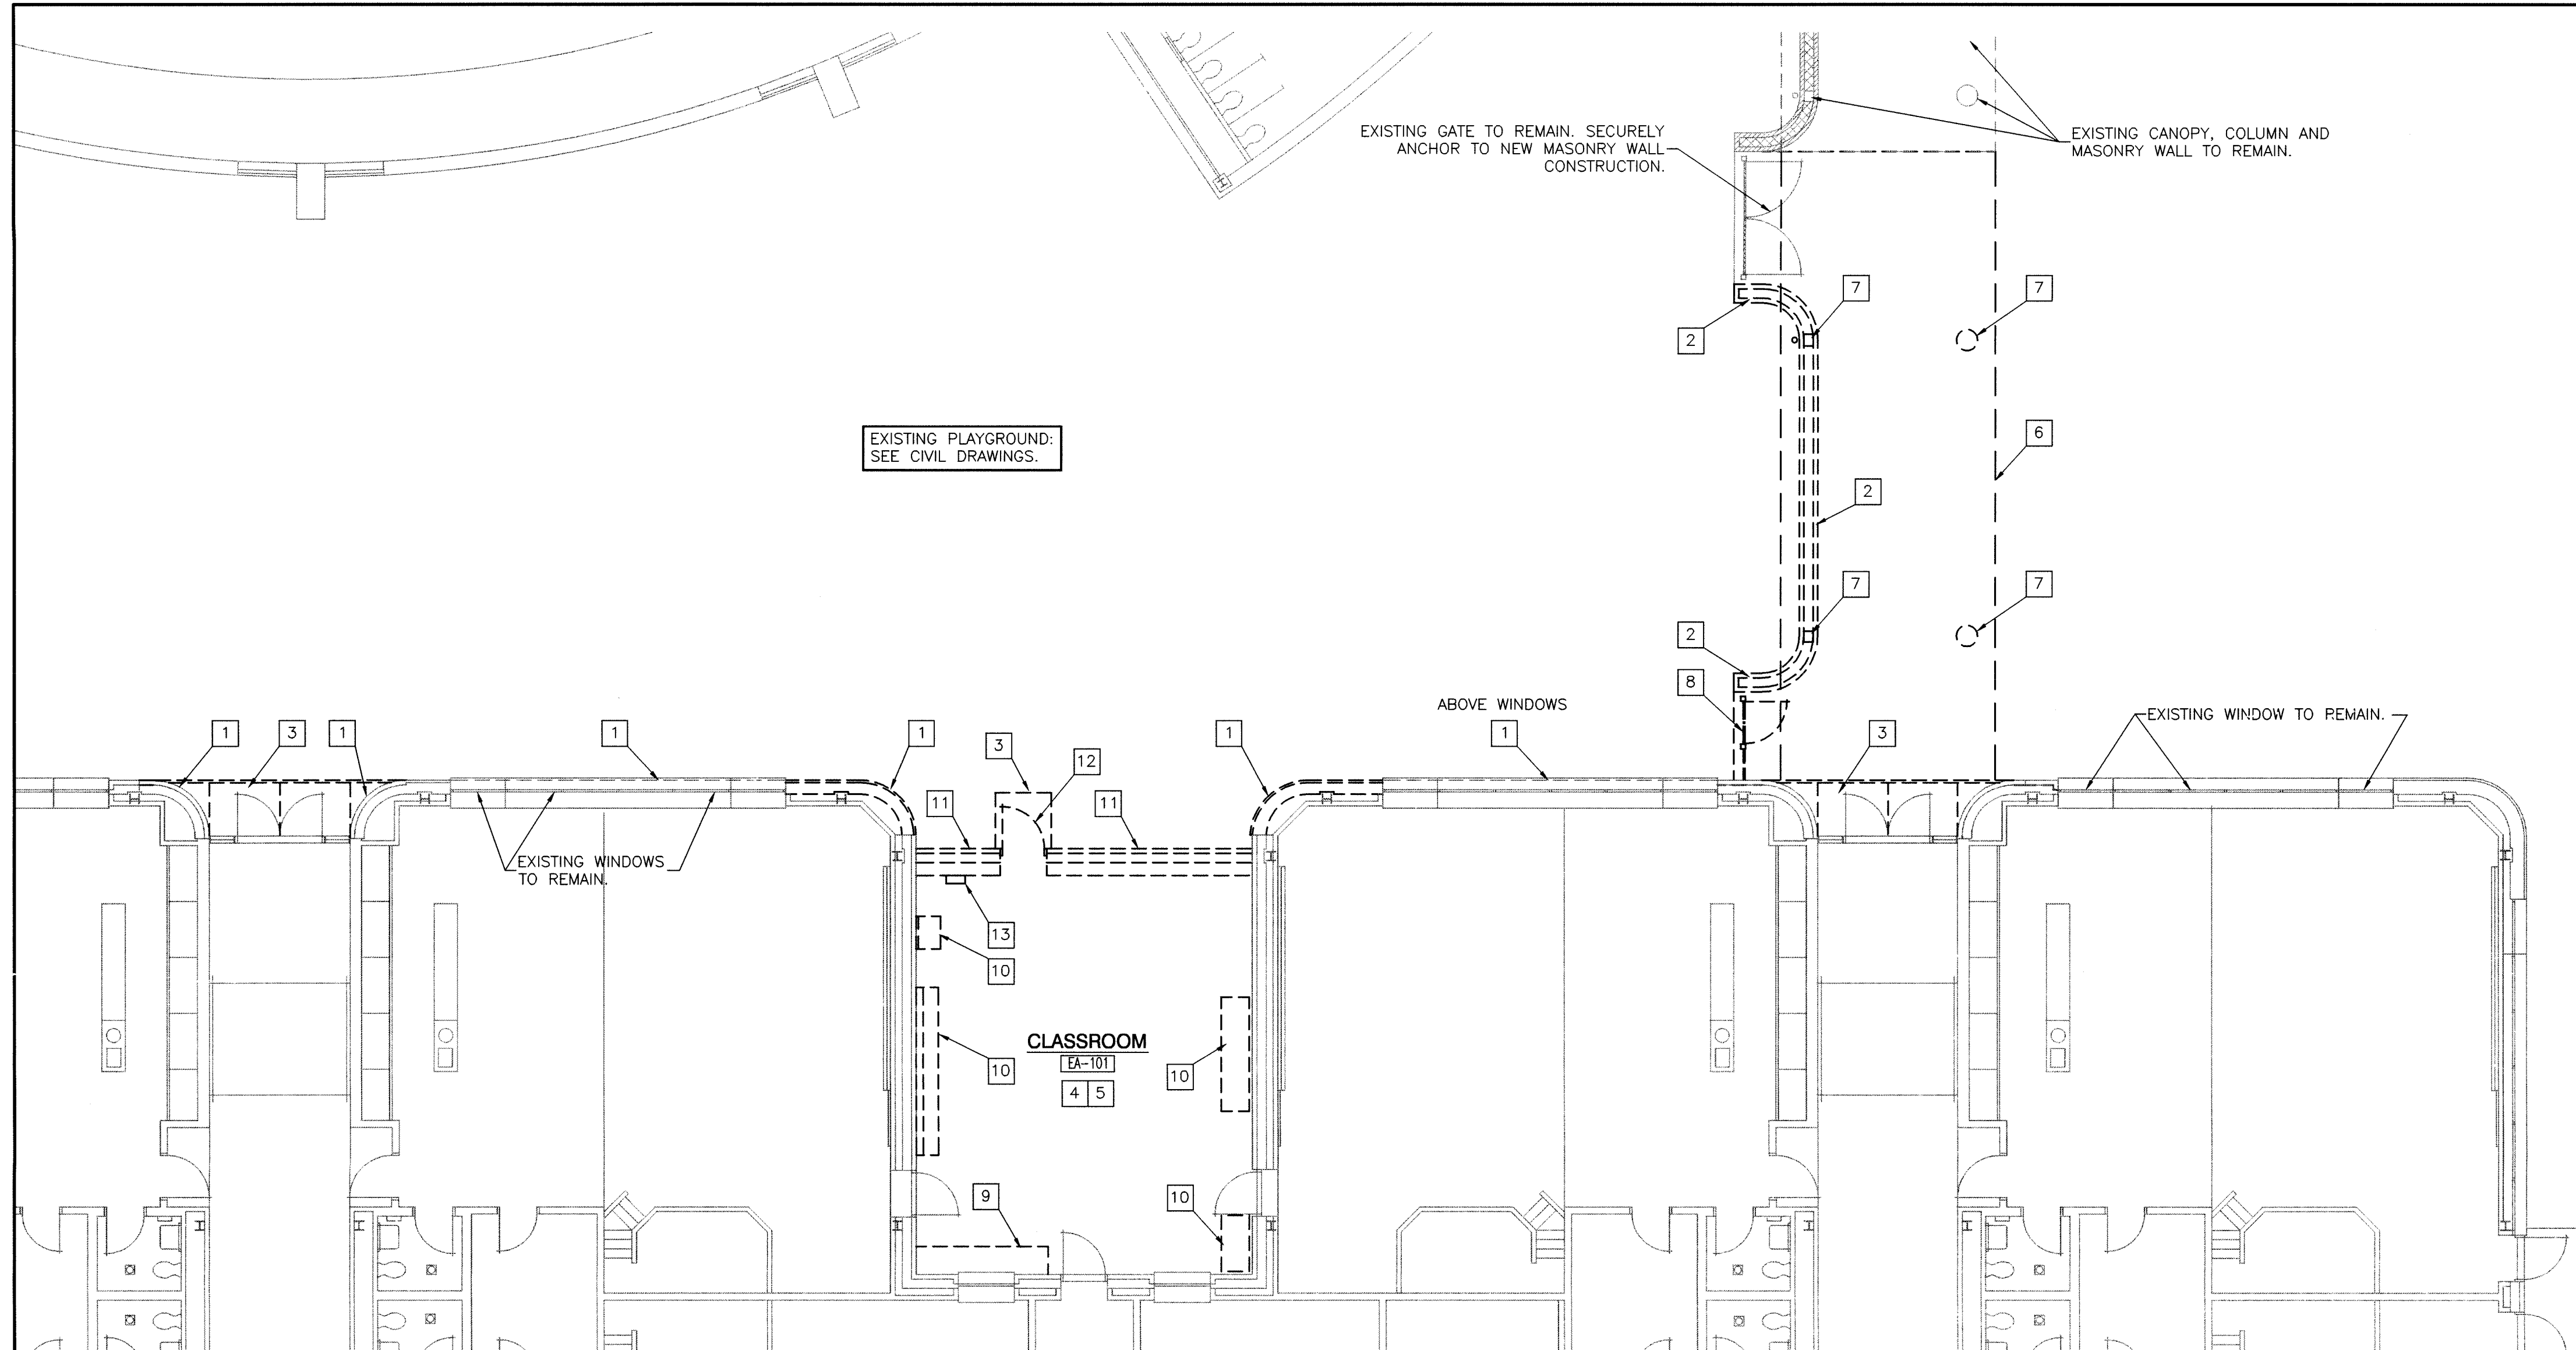 EXISTING GATE TO REMAIN. SECURELY
ANCHOR TO NEW MASONRY WALL
CONSTRUCTION.
EXISTING CANOPY, COLUMN AND
MASONRY WALL TO REMAIN.
7
7
2
EXISTING PLAYGROUND:
SEE CIVIL DRAWINGS.
6
2
7
7
2
8
ABOVE WINDOWS
1
3
1
1
1
3
12
1
1
3
EXISTING WINDOW TO REMAIN.
11
11
EXISTING WINDOWS
TO REMAIN.
13
10
CLASSROOM
EA-101
10
10
4 5
9
10